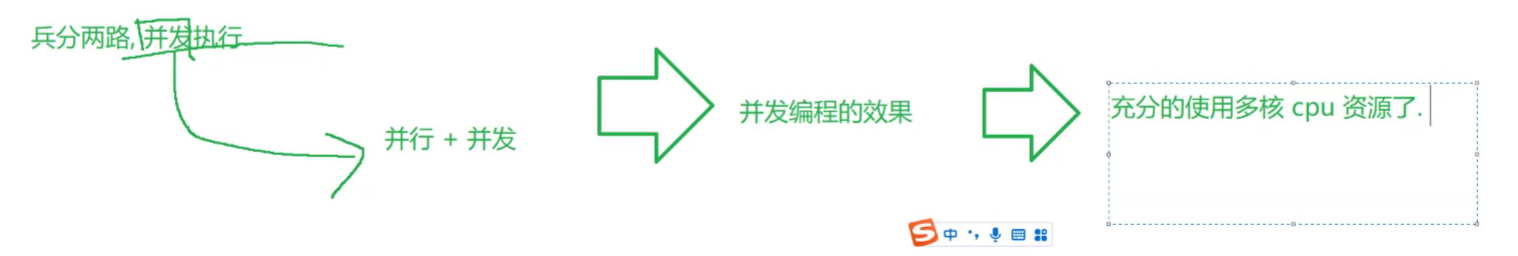 兵分两路, 并发执行
并行 + 并发
并发编程的效果
充分的使用多核 cpu 资源了.
中